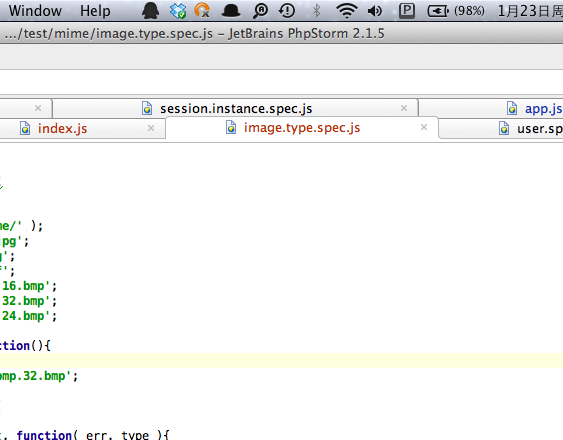 Window Help (98%) 1月23日周
.../test/mime/image.type.spec.js – JetBrains PhpStorm 2.1.5
session.instance.spec.js app.js
index.js image.type.spec.js user.sp
me/' );
jpg';
g';
f';
16.bmp';
32.bmp';
24.bmp';
ction(){
bmp.32.bmp';
, function( err, type ){